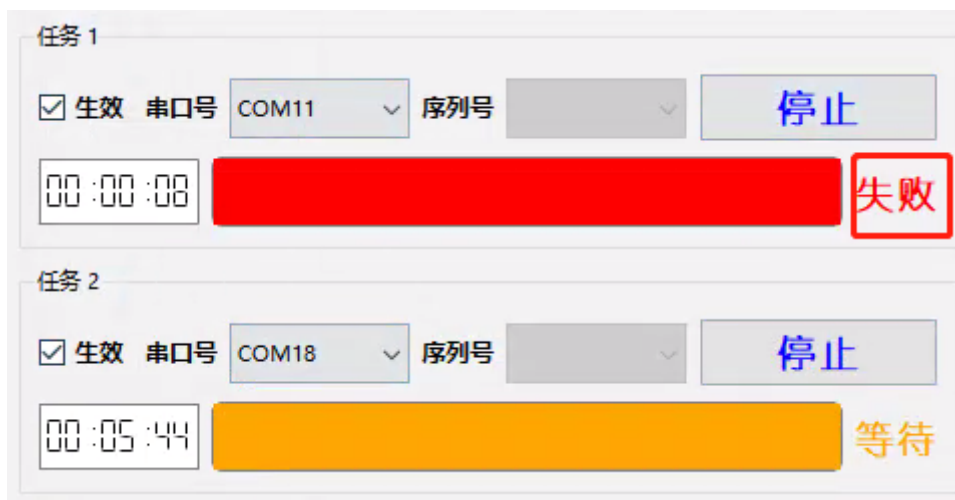 任务 1
生效 串口号 COM11 序列号 停止
00:00:08 失败
任务 2
生效 串口号 COM18 序列号 停止
00:05:44 等待